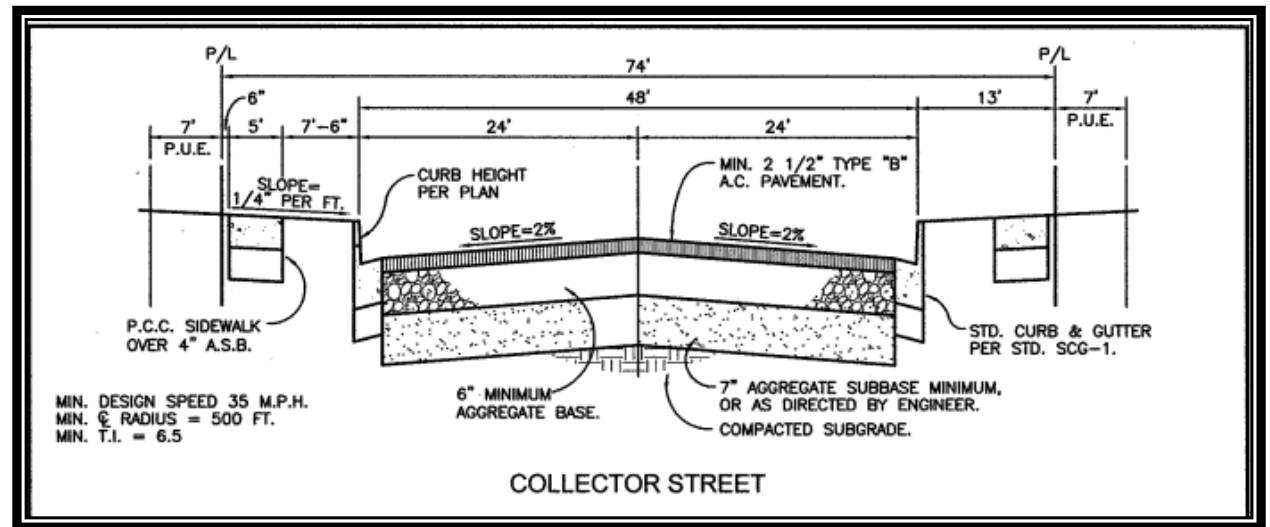 P/L
P/L
74'
6"
48'
13'
7'
P.U.E.
7'
P.U.E.
5'
7'-6"
24'
24'
SLOPE=
1/4" PER FT.
CURB HEIGHT
PER PLAN
MIN. 2 1/2" TYPE "B"
A.C. PAVEMENT.
SLOPE=2%
SLOPE=2%
P.C.C. SIDEWALK
OVER 4" A.S.B.
STD. CURB & GUTTER
PER STD. SCG-1.
6" MINIMUM
AGGREGATE BASE.
7" AGGREGATE SUBBASE MINIMUM,
OR AS DIRECTED BY ENGINEER.
COMPACTED SUBGRADE.
MIN. DESIGN SPEED 35 M.P.H.
MIN. ℄ RADIUS = 500 FT.
MIN. T.I. = 6.5
COLLECTOR STREET